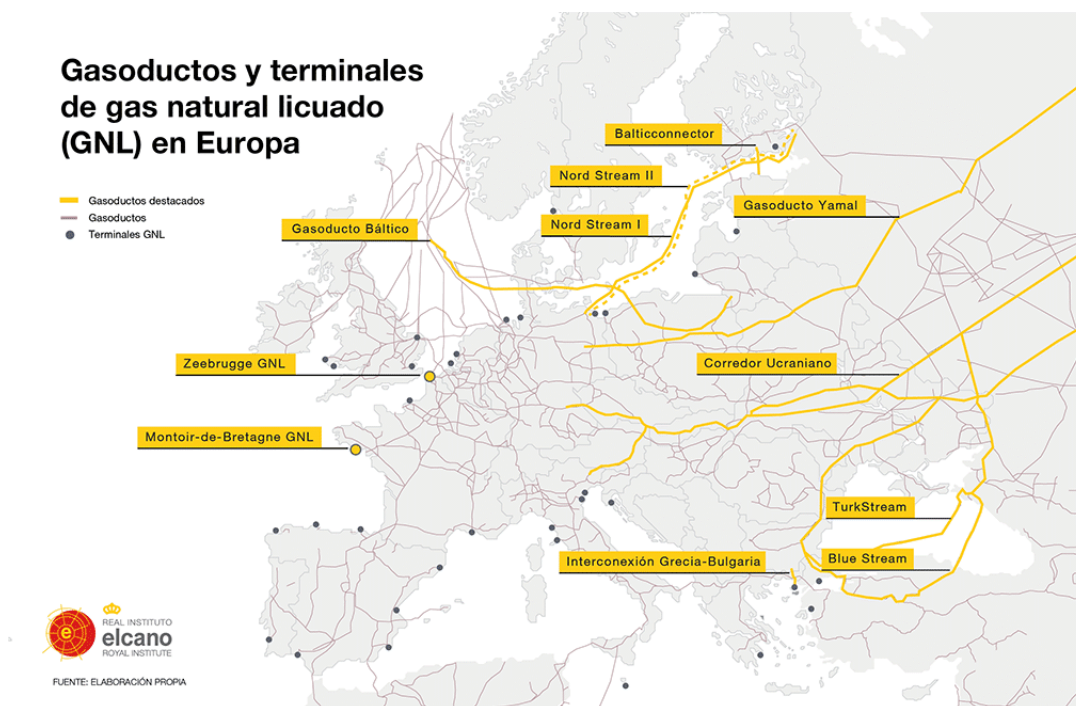 Gasoductos y terminales
de gas natural licuado
(GNL) en Europa
Gasoductos destacados
Gasoductos
Terminales GNL
Balticconnector
Nord Stream II
Gasoducto Yamal
Nord Stream I
Gasoducto Báltico
Zeebrugge GNL
Corredor Ucraniano
Montoir-de-Bretagne GNL
TurkStream
Interconexión Grecia-Bulgaria
Blue Stream
e
REAL INSTITUTO
elcano
ROYAL INSTITUTE
FUENTE: ELABORACIÓN PROPIA